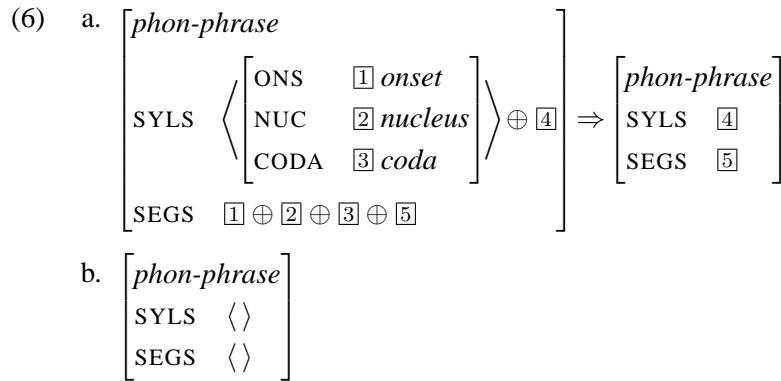 (6) a. [phon-phrase
SYLS ⟨[ONS [1] onset
NUC [2] nucleus
CODA [3] coda]⟩ ⊕ [4]
SEGS [1] ⊕ [2] ⊕ [3] ⊕ [5]] ⇒ [phon-phrase
SYLS [4]
SEGS [5]]
b. [phon-phrase
SYLS ⟨ ⟩
SEGS ⟨ ⟩]